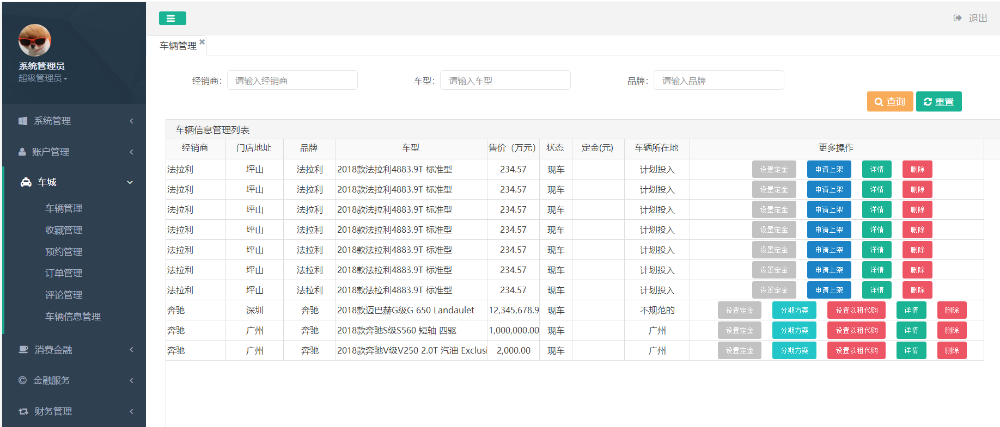 系统管理员
超级管理员
系统管理
账户管理
车城
车辆管理
收藏管理
预约管理
订单管理
评论管理
车辆信息管理
消费金融
金融服务
财务管理
退出
车辆管理
经销商： 请输入经销商 车型： 请输入车型 品牌： 请输入品牌
查询 重置
车辆信息管理列表
经销商 门店地址 品牌 车型 售价（万元） 状态 定金(元) 车辆所在地 更多操作
法拉利 坪山 法拉利 2018款法拉利4883.9T 标准型 234.57 现车 计划投入 设置定金 申请上架 详情 删除
法拉利 坪山 法拉利 2018款法拉利4883.9T 标准型 234.57 现车 计划投入 设置定金 申请上架 详情 删除
法拉利 坪山 法拉利 2018款法拉利4883.9T 标准型 234.57 现车 计划投入 设置定金 申请上架 详情 删除
法拉利 坪山 法拉利 2018款法拉利4883.9T 标准型 234.57 现车 计划投入 设置定金 申请上架 详情 删除
法拉利 坪山 法拉利 2018款法拉利4883.9T 标准型 234.57 现车 计划投入 设置定金 申请上架 详情 删除
法拉利 坪山 法拉利 2018款法拉利4883.9T 标准型 234.57 现车 计划投入 设置定金 申请上架 详情 删除
法拉利 坪山 法拉利 2018款法拉利4883.9T 标准型 234.57 现车 计划投入 设置定金 申请上架 详情 删除
奔驰 深圳 奔驰 2018款迈巴赫G级G 650 Landaulet 12,345,678.9 现车 不规范的 设置定金 分期方案 设置以租代购 详情 删除
奔驰 广州 奔驰 2018款奔驰S级S560 短轴 四驱 1,000,000.00 现车 广州 设置定金 分期方案 设置以租代购 详情 删除
奔驰 广州 奔驰 2018款奔驰V级V250 2.0T 汽油 Exclusi 2,000.00 现车 广州 设置定金 分期方案 设置以租代购 详情 删除